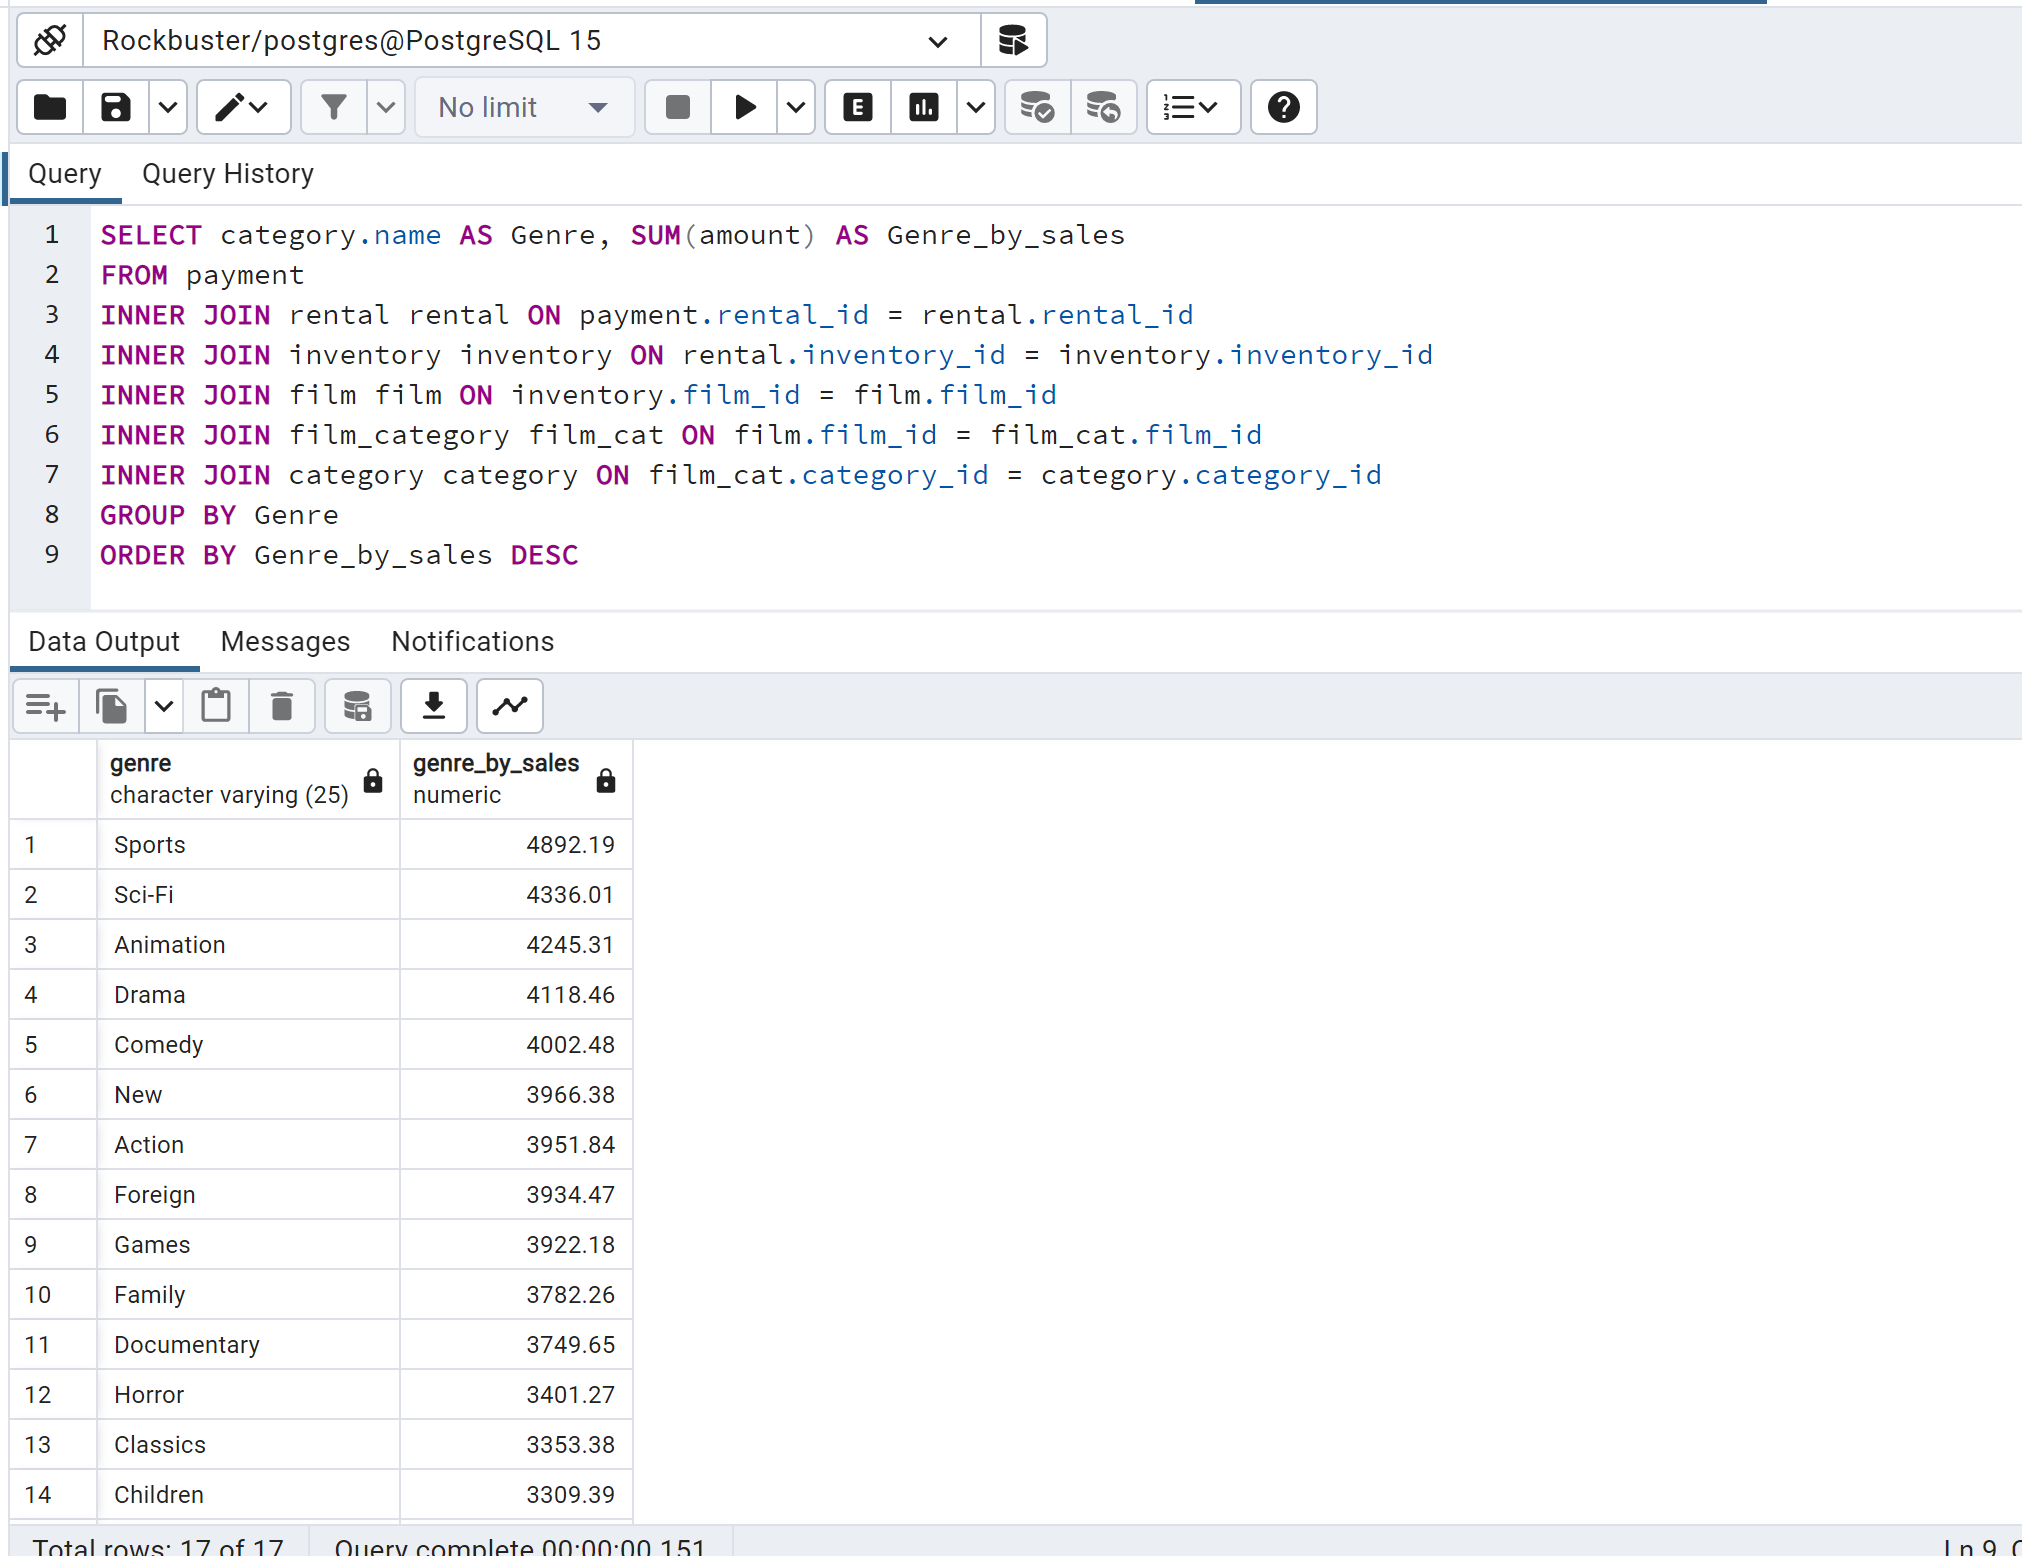 Rockbuster/postgres@PostgreSQL 15
No limit
E
Query Query History
1 SELECT category.name AS Genre, SUM(amount) AS Genre_by_sales
2 FROM payment
3 INNER JOIN rental rental ON payment.rental_id = rental.rental_id
4 INNER JOIN inventory inventory ON rental.inventory_id = inventory.inventory_id
5 INNER JOIN film film ON inventory.film_id = film.film_id
6 INNER JOIN film_category film_cat ON film.film_id = film_cat.film_id
7 INNER JOIN category category ON film_cat.category_id = category.category_id
8 GROUP BY Genre
9 ORDER BY Genre_by_sales DESC
Data Output Messages Notifications
genre genre_by_sales
character varying (25) numeric
1 Sports 4892.19
2 Sci-Fi 4336.01
3 Animation 4245.31
4 Drama 4118.46
5 Comedy 4002.48
6 New 3966.38
7 Action 3951.84
8 Foreign 3934.47
9 Games 3922.18
10 Family 3782.26
11 Documentary 3749.65
12 Horror 3401.27
13 Classics 3353.38
14 Children 3309.39
Total rows: 17 of 17 Query complete 00:00:00.151 Ln 9,